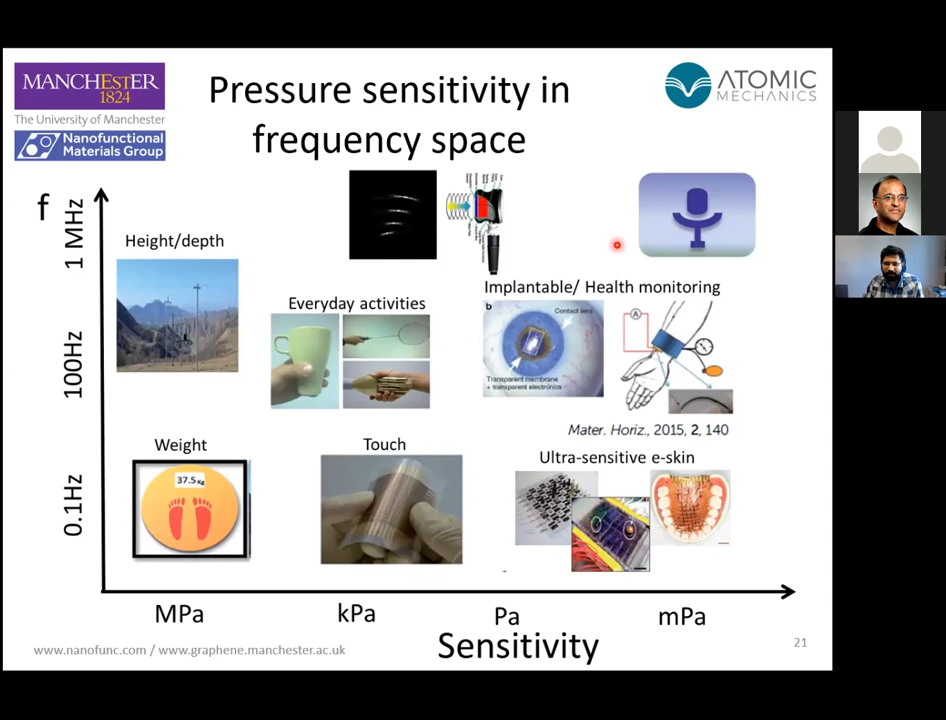 MANCHESTER
1824
The University of Manchester
Nanofunctional
Materials Group
Pressure sensitivity in
frequency space
ATOMIC
MECHANICS
f
1 MHz
100Hz
0.1Hz
Height/depth
Everyday activities
Implantable/ Health monitoring
b
Contact lens
Transparent membrane
+ transparent electronics
A
Mater. Horiz., 2015, 2, 140
Weight
37.5Kg
Touch
Ultra-sensitive e-skin
MPa
kPa
Pa
mPa
Sensitivity
www.nanofunc.com / www.graphene.manchester.ac.uk
21